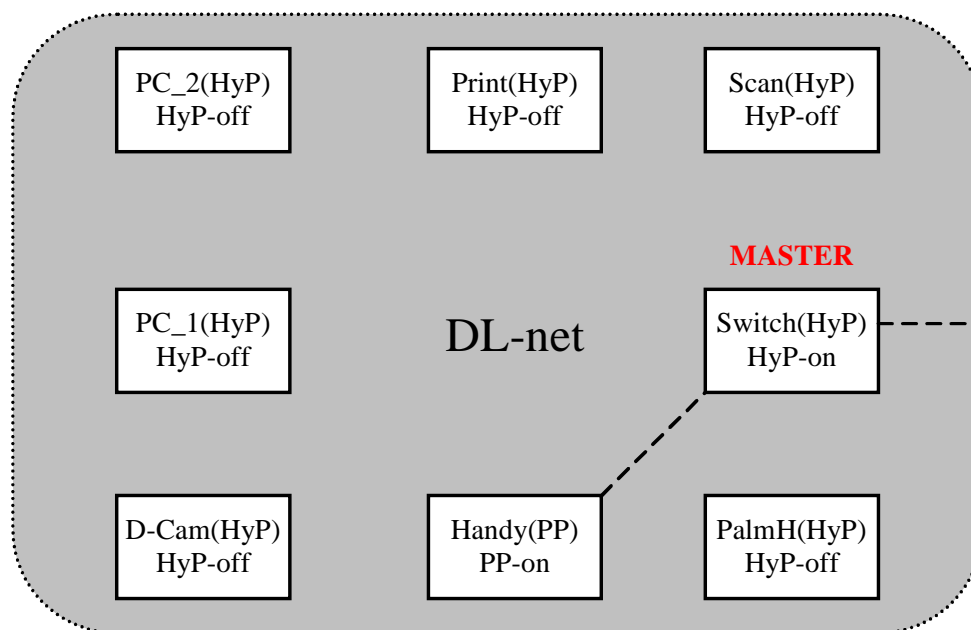 PC_2(HyP)
HyP-off
Print(HyP)
HyP-off
Scan(HyP)
HyP-off
MASTER
PC_1(HyP)
HyP-off
DL-net
Switch(HyP)
HyP-on
D-Cam(HyP)
HyP-off
Handy(PP)
PP-on
PalmH(HyP)
HyP-off